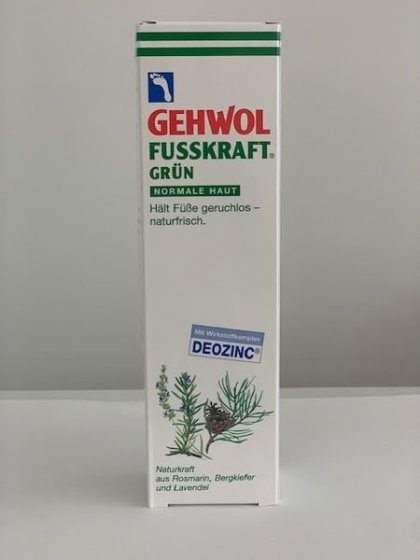 GEHWOL
FUSSKRAFT®
GRÜN
NORMALE HAUT
Hält Füße geruchlos –
naturfrisch.
Mit Wirkstoffkomplex
DEOZINC®
Naturkraft
aus Rosmarin, Bergkiefer
und Lavendel